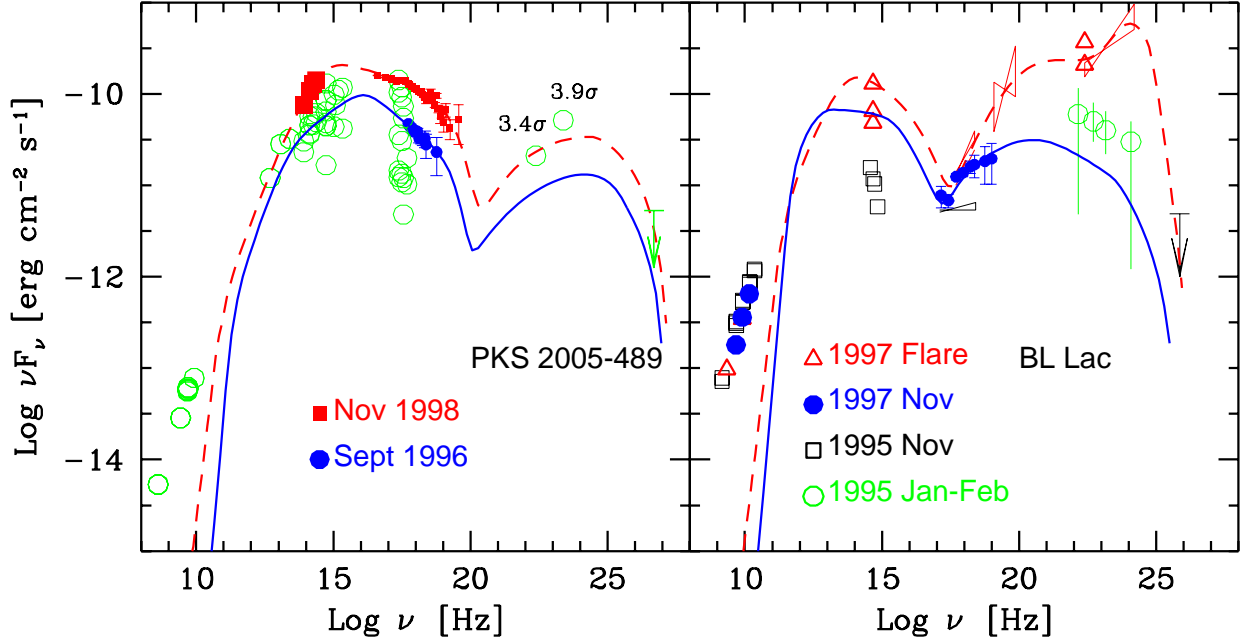 Log νFν [erg cm−2 s−1]
−10
−12
−14
3.9σ
3.4σ
PKS 2005-489
Nov 1998
Sept 1996
10
15
20
25
Log ν [Hz]
1997 Flare
BL Lac
1997 Nov
1995 Nov
1995 Jan-Feb
10
15
20
25
Log ν [Hz]